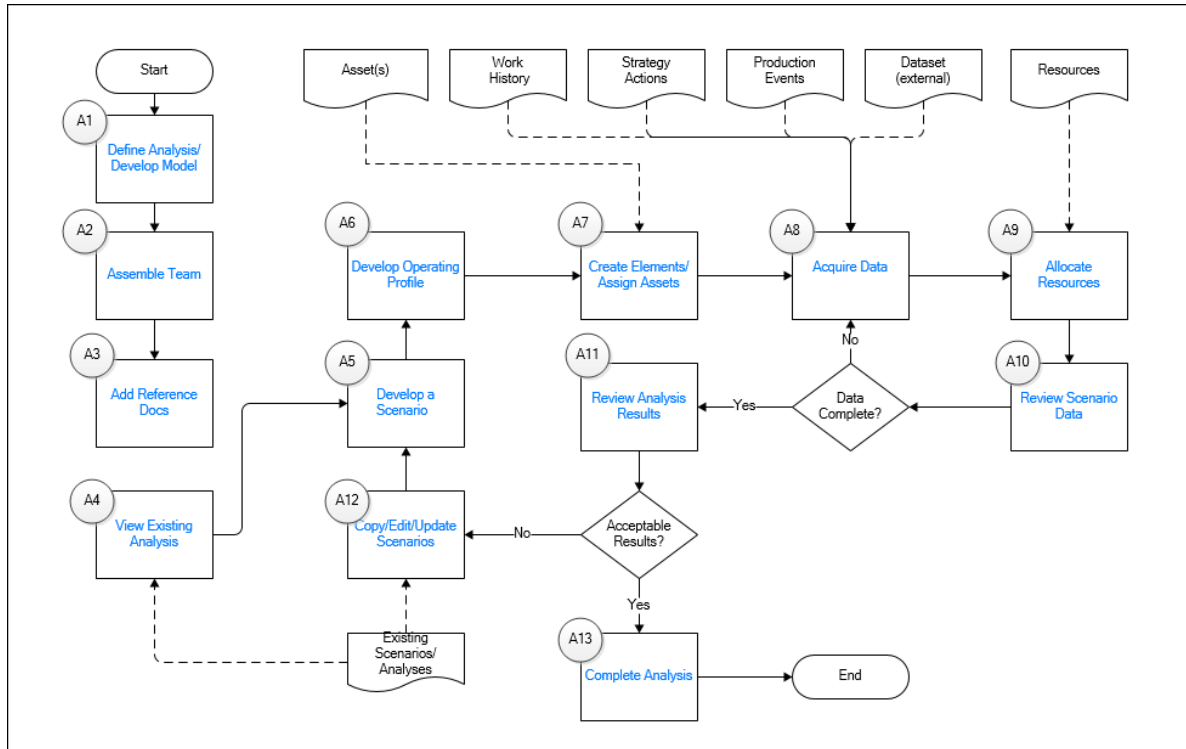 Start
Asset(s)
Work
History
Strategy
Actions
Production
Events
Dataset
(external)
Resources
A1
Define Analysis/
Develop Model
A2
Assemble Team
A6
Develop Operating
Profile
A7
Create Elements/
Assign Assets
A8
Acquire Data
A9
Allocate
Resources
A3
Add Reference
Docs
A5
Develop a
Scenario
A11
Review Analysis
Results
Yes
No
Data
Complete?
A10
Review Scenario
Data
A4
View Existing
Analysis
A12
Copy/Edit/Update
Scenarios
No
Acceptable
Results?
Yes
Existing
Scenarios/
Analyses
A13
Complete Analysis
End